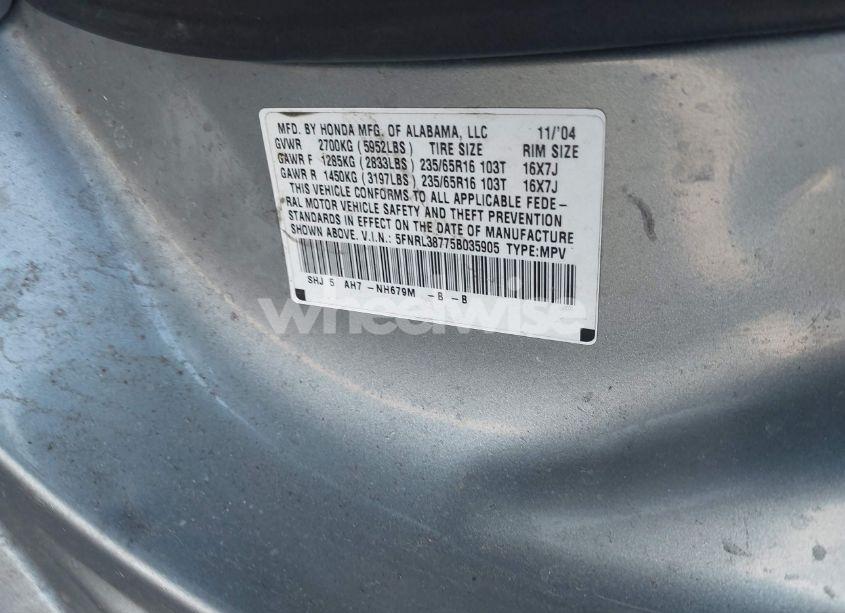 MFD. BY HONDA MFG. OF ALABAMA, LLC 11/'04
GVWR 2700KG (5952LBS) TIRE SIZE RIM SIZE
GAWR F 1285KG (2833LBS) 235/65R16 103T 16X7J
GAWR R 1450KG (3197LBS) 235/65R16 103T 16X7J
THIS VEHICLE CONFORMS TO ALL APPLICABLE FEDE-
RAL MOTOR VEHICLE SAFETY AND THEFT PREVENTION
STANDARDS IN EFFECT ON THE DATE OF MANUFACTURE
SHOWN ABOVE. V.I.N.: 5FNRL38775B035905 TYPE:MPV
SHJ 5 AH7 -NH679M -B -B
wheelwise